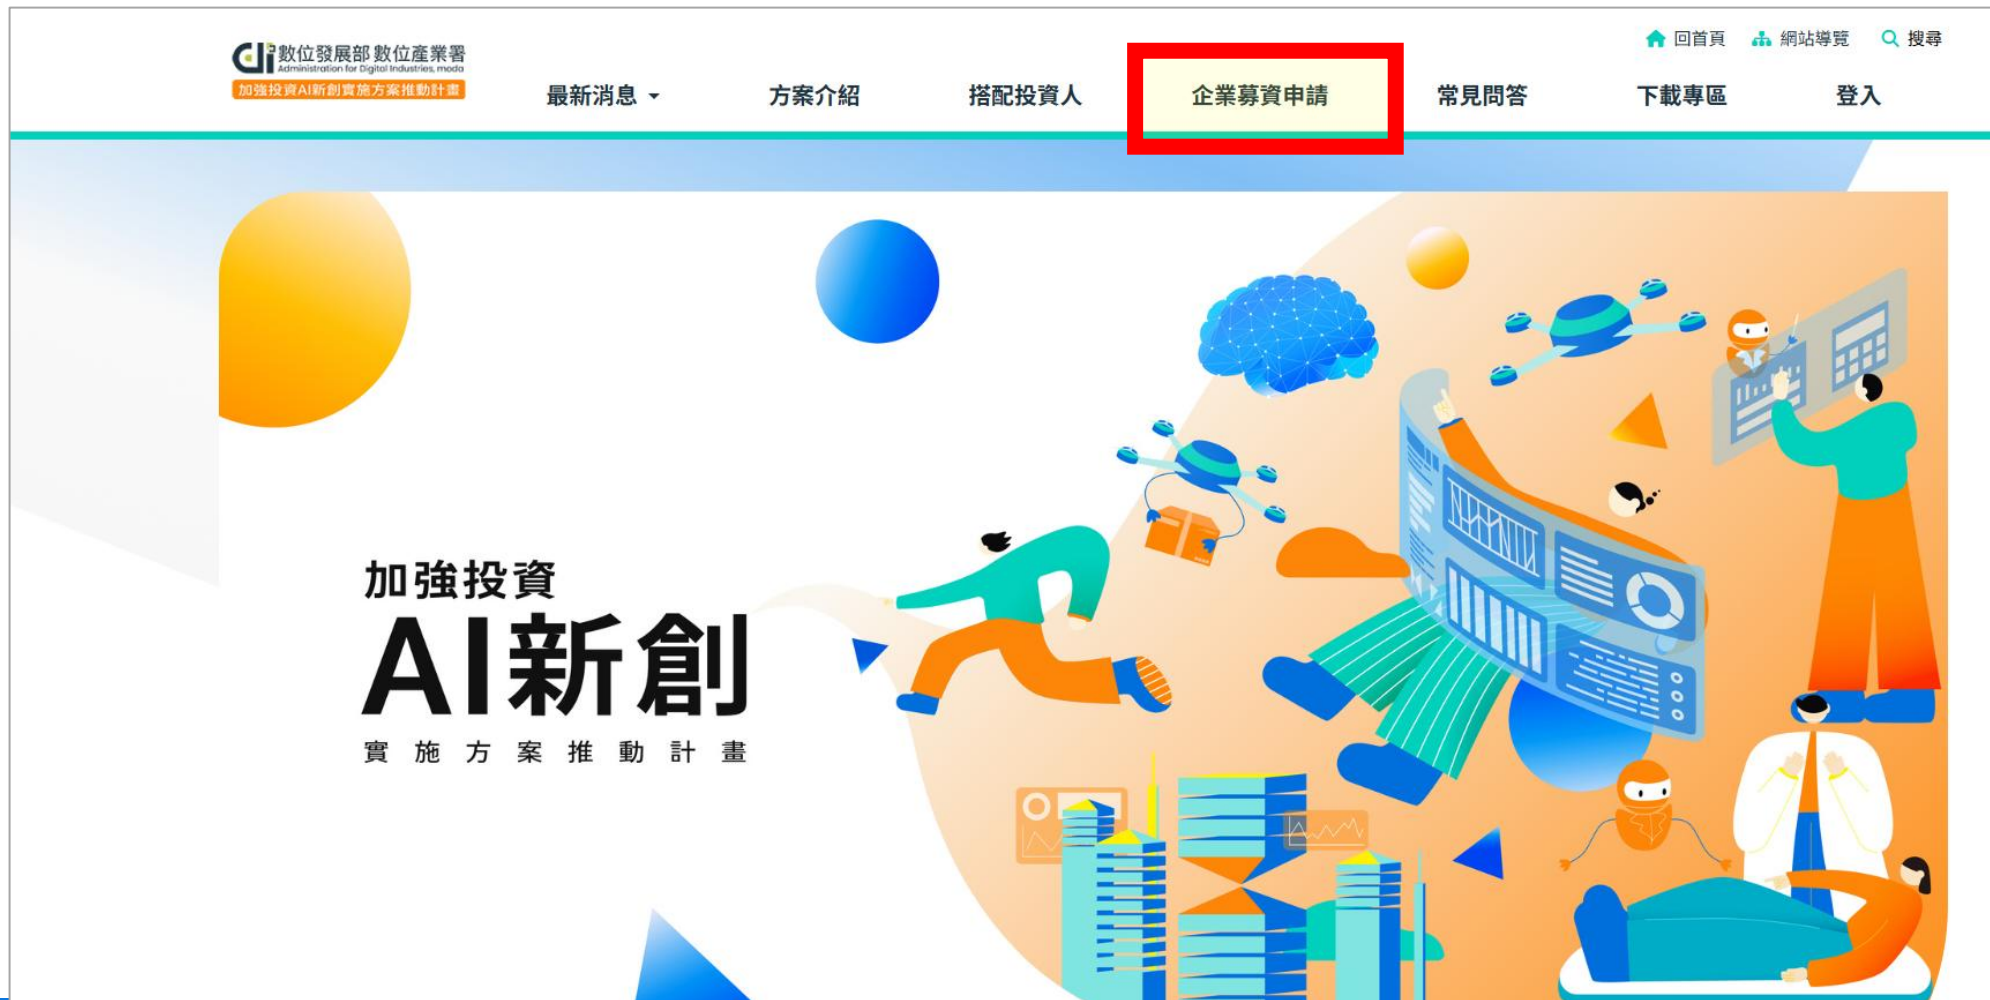 回首頁 網站導覽 搜尋
數位發展部 數位產業署
Administration for Digital Industries, moda
加強投資AI新創實施方案推動計畫
最新消息 方案介紹 搭配投資人 企業募資申請 常見問答 下載專區 登入
加強投資
AI新創
實施方案推動計畫